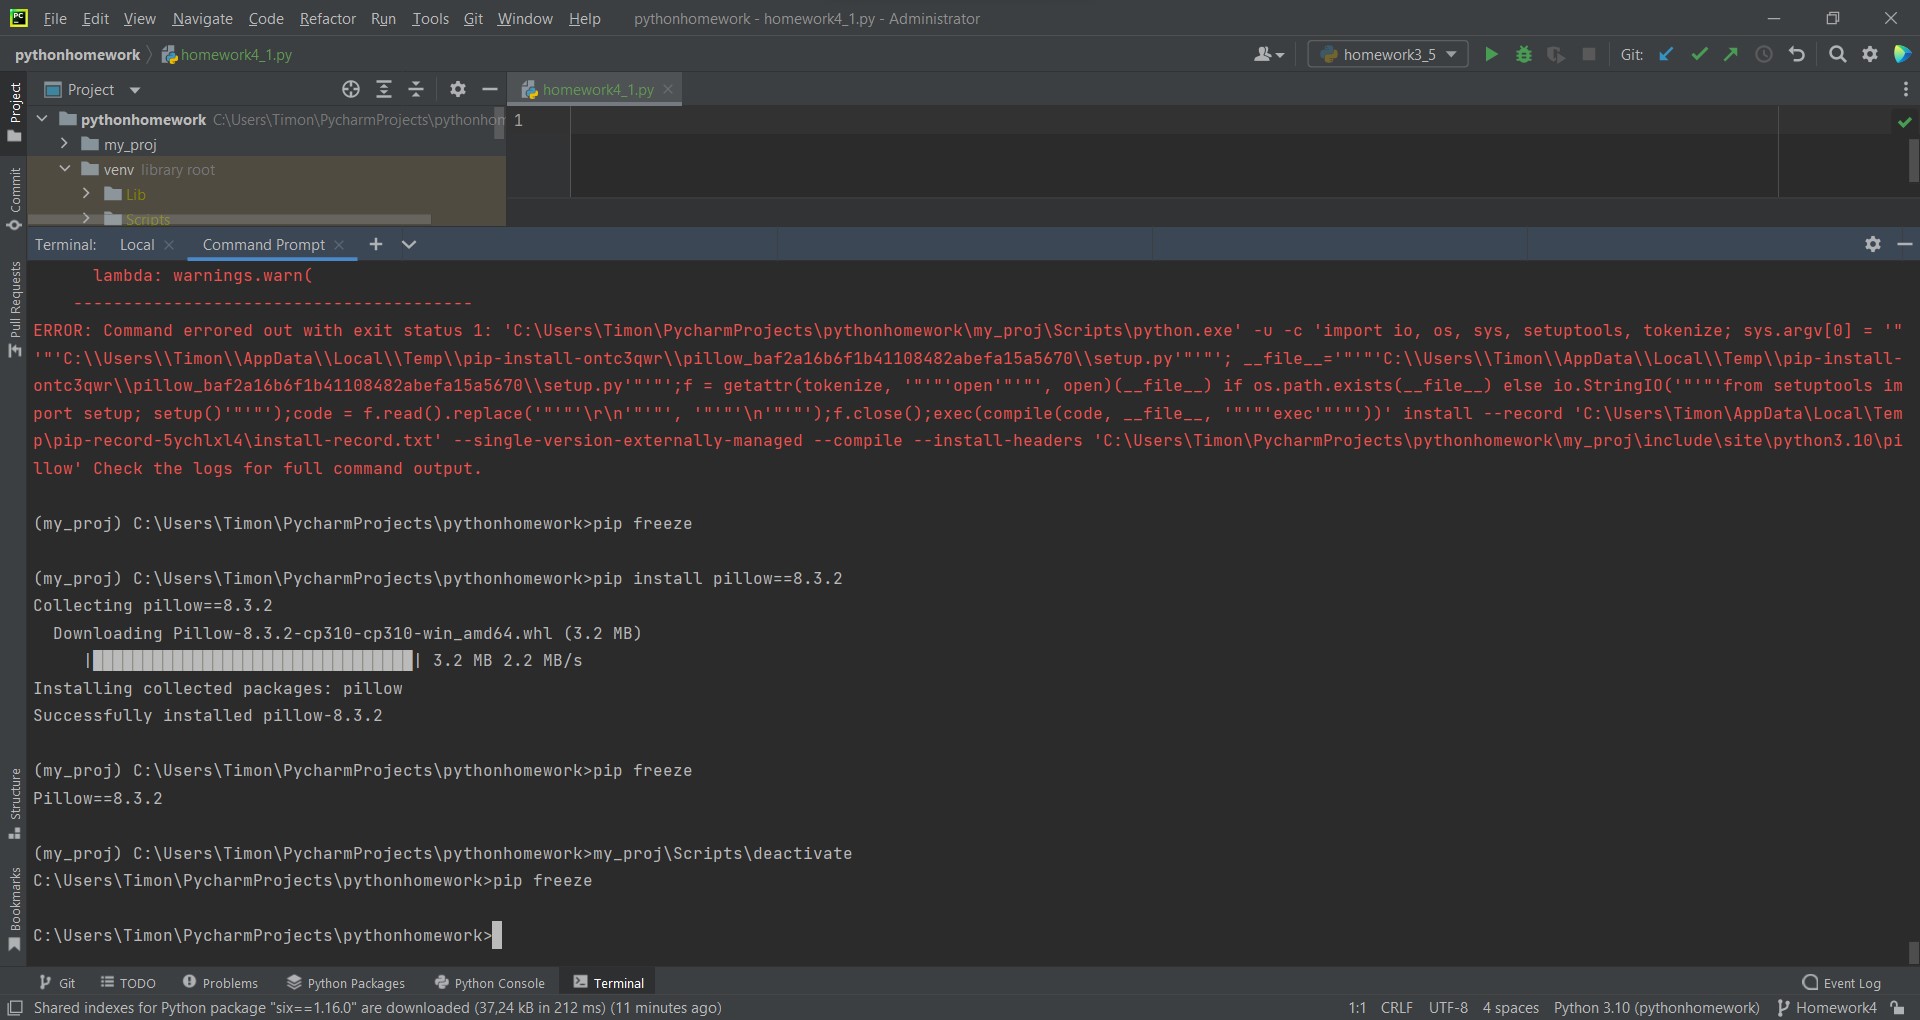 File Edit View Navigate Code Refactor Run Tools Git Window Help pythonhomework - homework4_1.py - Administrator
pythonhomework homework4_1.py homework3_5 Git:
Project homework4_1.py
pythonhomework C:\Users\Timon\PycharmProjects\pythonhom 1
my_proj
venv library root
Lib
Scripts
Project
Commit
Pull Requests
Structure
Bookmarks
Terminal: Local Command Prompt
lambda: warnings.warn(
----------------------------------------
ERROR: Command errored out with exit status 1: 'C:\Users\Timon\PycharmProjects\pythonhomework\my_proj\Scripts\python.exe' -u -c 'import io, os, sys, setuptools, tokenize; sys.argv[0] = '"
'"'C:\\Users\\Timon\\AppData\\Local\\Temp\\pip-install-ontc3qwr\\pillow_baf2a16b6f1b41108482abefa15a5670\\setup.py'"'"'; __file__='"'"'C:\\Users\\Timon\\AppData\\Local\\Temp\\pip-install-
ontc3qwr\\pillow_baf2a16b6f1b41108482abefa15a5670\\setup.py'"'"';f = getattr(tokenize, '"'"'open'"'"', open)(__file__) if os.path.exists(__file__) else io.StringIO('"'"'from setuptools im
port setup; setup()'"'"');code = f.read().replace('"'"'\r\n'"'"', '"'"'\n'"'"');f.close();exec(compile(code, __file__, '"'"'exec'"'"'))' install --record 'C:\Users\Timon\AppData\Local\Tem
p\pip-record-5ychlxl4\install-record.txt' --single-version-externally-managed --compile --install-headers 'C:\Users\Timon\PycharmProjects\pythonhomework\my_proj\include\site\python3.10\pi
llow' Check the logs for full command output.
(my_proj) C:\Users\Timon\PycharmProjects\pythonhomework>pip freeze
(my_proj) C:\Users\Timon\PycharmProjects\pythonhomework>pip install pillow==8.3.2
Collecting pillow==8.3.2
Downloading Pillow-8.3.2-cp310-cp310-win_amd64.whl (3.2 MB)
|████████████████████████████████| 3.2 MB 2.2 MB/s
Installing collected packages: pillow
Successfully installed pillow-8.3.2
(my_proj) C:\Users\Timon\PycharmProjects\pythonhomework>pip freeze
Pillow==8.3.2
(my_proj) C:\Users\Timon\PycharmProjects\pythonhomework>my_proj\Scripts\deactivate
C:\Users\Timon\PycharmProjects\pythonhomework>pip freeze
C:\Users\Timon\PycharmProjects\pythonhomework>
Git TODO Problems Python Packages Python Console Terminal Event Log
Shared indexes for Python package "six==1.16.0" are downloaded (37,24 kB in 212 ms) (11 minutes ago) 1:1 CRLF UTF-8 4 spaces Python 3.10 (pythonhomework) Homework4